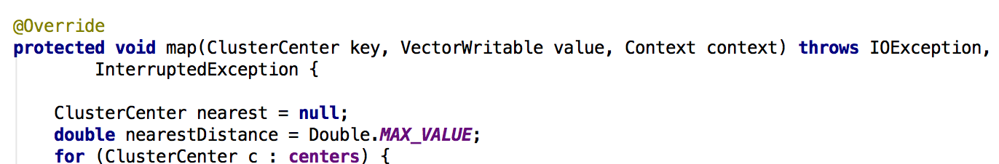 @Override
protected void map(ClusterCenter key, VectorWritable value, Context context) throws IOException,
InterruptedException {
ClusterCenter nearest = null;
double nearestDistance = Double.MAX_VALUE;
for (ClusterCenter c : centers) {